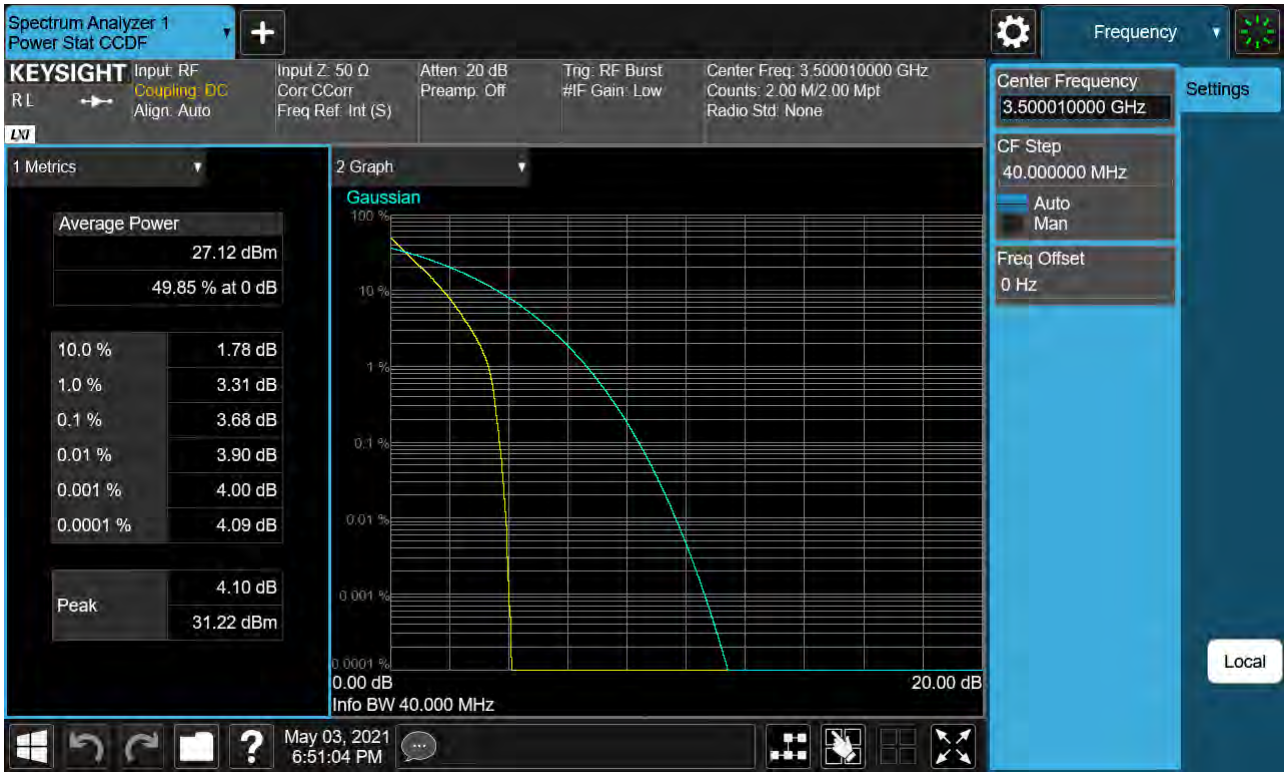 Spectrum Analyzer 1
Power Stat CCDF
Frequency
KEYSIGHT
Input: RF
Coupling: DC
Align: Auto
R L
LXI
Input Z: 50 Ω
Corr CCorr
Freq Ref: Int (S)
Atten: 20 dB
Preamp: Off
Trig: RF Burst
#IF Gain: Low
Center Freq: 3.500010000 GHz
Counts: 2.00 M/2.00 Mpt
Radio Std: None
Center Frequency
3.500010000 GHz
Settings
CF Step
40.000000 MHz
Auto
Man
Freq Offset
0 Hz
1 Metrics
Average Power
27.12 dBm
49.85 % at 0 dB
10.0 % 1.78 dB
1.0 % 3.31 dB
0.1 % 3.68 dB
0.01 % 3.90 dB
0.001 % 4.00 dB
0.0001 % 4.09 dB
Peak
4.10 dB
31.22 dBm
2 Graph
Gaussian
100 %
10 %
1 %
0.1 %
0.01 %
0.001 %
0.0001 %
0.00 dB 20.00 dB
Info BW 40.000 MHz
Local
?
May 03, 2021
6:51:04 PM